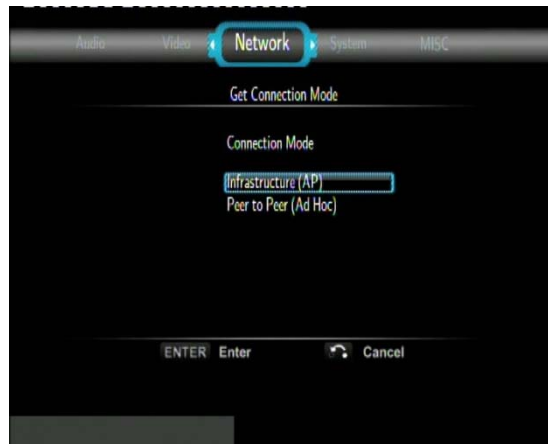 Audio Video Network System MISC
Get Connection Mode
Connection Mode
Infrastructure (AP)
Peer to Peer (Ad Hoc)
ENTER Enter Cancel